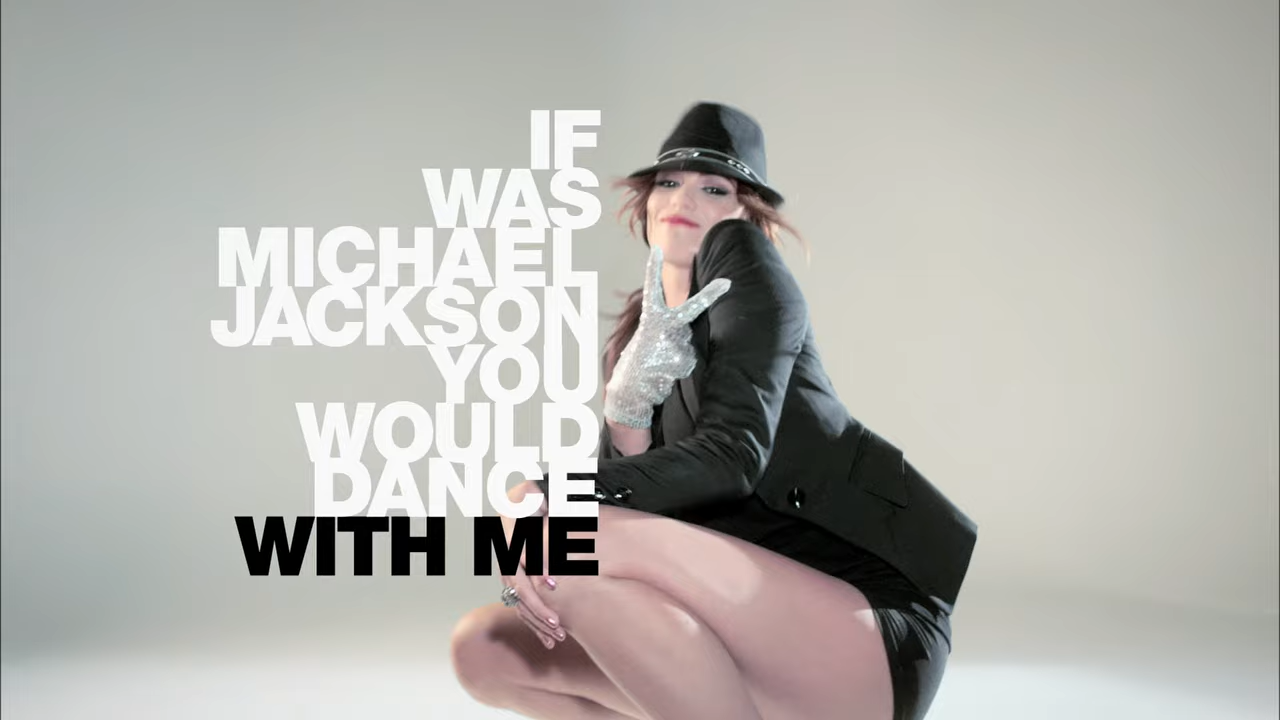 IF
WAS
MICHAEL
JACKSON
YOU
WOULD
DANCE
WITH ME